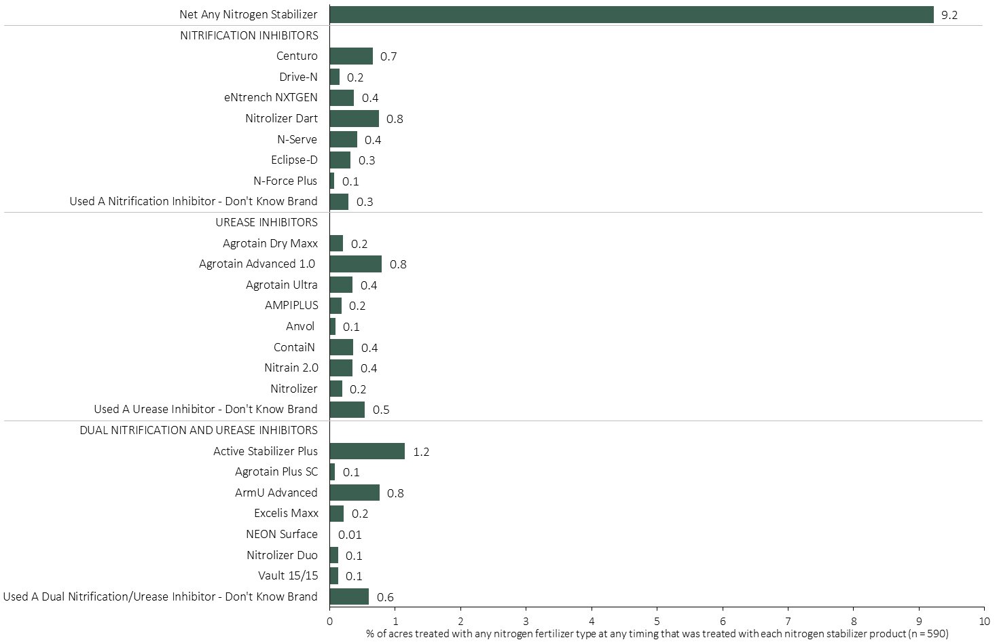 Net Any Nitrogen Stabilizer 9.2
NITRIFICATION INHIBITORS
Centuro 0.7
Drive-N 0.2
eNtrench NXTGEN 0.4
Nitrolizer Dart 0.8
N-Serve 0.4
Eclipse-D 0.3
N-Force Plus 0.1
Used A Nitrification Inhibitor - Don't Know Brand 0.3
UREASE INHIBITORS
Agrotain Dry Maxx 0.2
Agrotain Advanced 1.0 0.8
Agrotain Ultra 0.4
AMPIPLUS 0.2
Anvol 0.1
ContaiN 0.4
Nitrain 2.0 0.4
Nitrolizer 0.2
Used A Urease Inhibitor - Don't Know Brand 0.5
DUAL NITRIFICATION AND UREASE INHIBITORS
Active Stabilizer Plus 1.2
Agrotain Plus SC 0.1
ArmU Advanced 0.8
Excelis Maxx 0.2
NEON Surface 0.01
Nitrolizer Duo 0.1
Vault 15/15 0.1
Used A Dual Nitrification/Urease Inhibitor - Don't Know Brand 0.6
0 1 2 3 4 5 6 7 8 9 10
% of acres treated with any nitrogen fertilizer type at any timing that was treated with each nitrogen stabilizer product (n = 590)